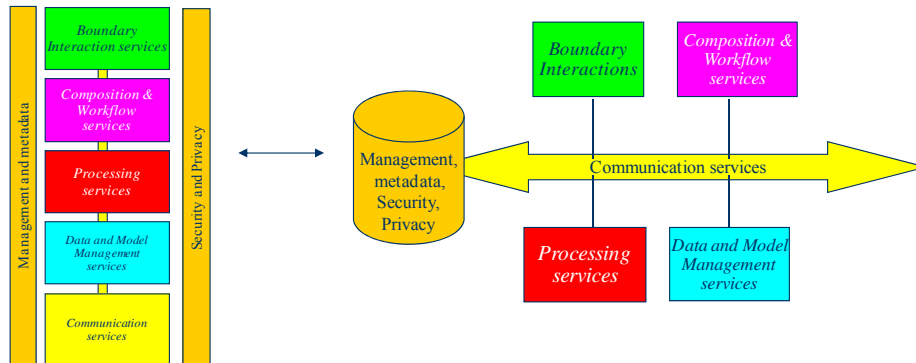 Management and metadata
Boundary
Interaction services
Composition &
Workflow
services
Processing
services
Data and Model
Management
services
Communication
services
Security and Privacy
Management,
metadata,
Security,
Privacy
Boundary
Interactions
Composition &
Workflow
services
Communication services
Processing
services
Data and Model
Management
services